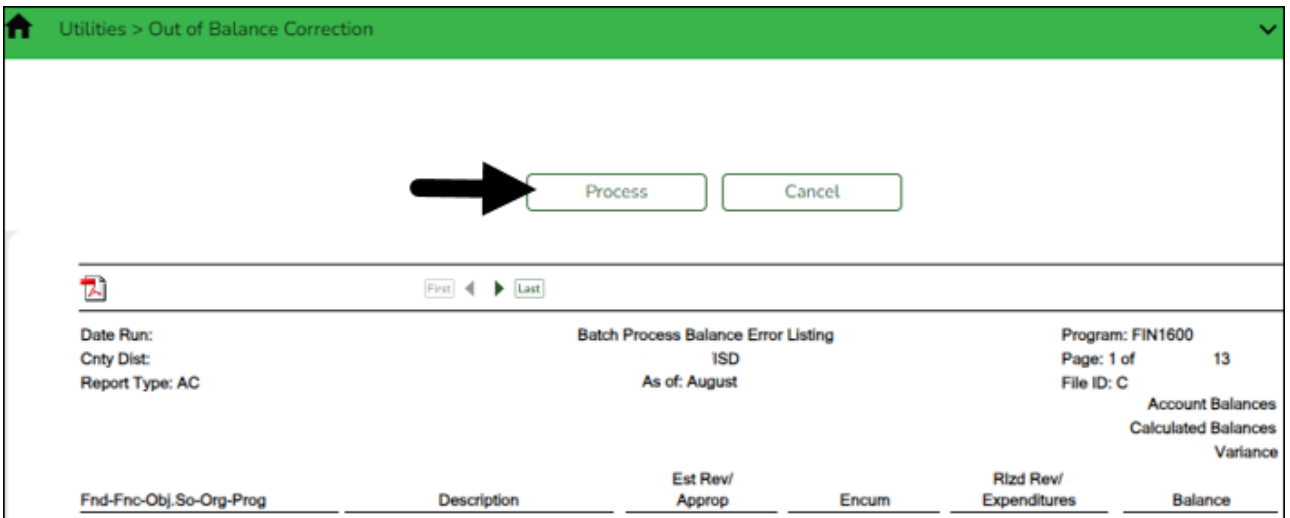 Utilities > Out of Balance Correction
Process Cancel
First Last
Date Run: Batch Process Balance Error Listing Program: FIN1600
Cnty Dist: ISD Page: 1 of 13
Report Type: AC As of: August File ID: C
Account Balances
Calculated Balances
Variance
Est Rev/ Rlzd Rev/
Fnd-Fnc-Obj.So-Org-Prog Description Approp Encum Expenditures Balance